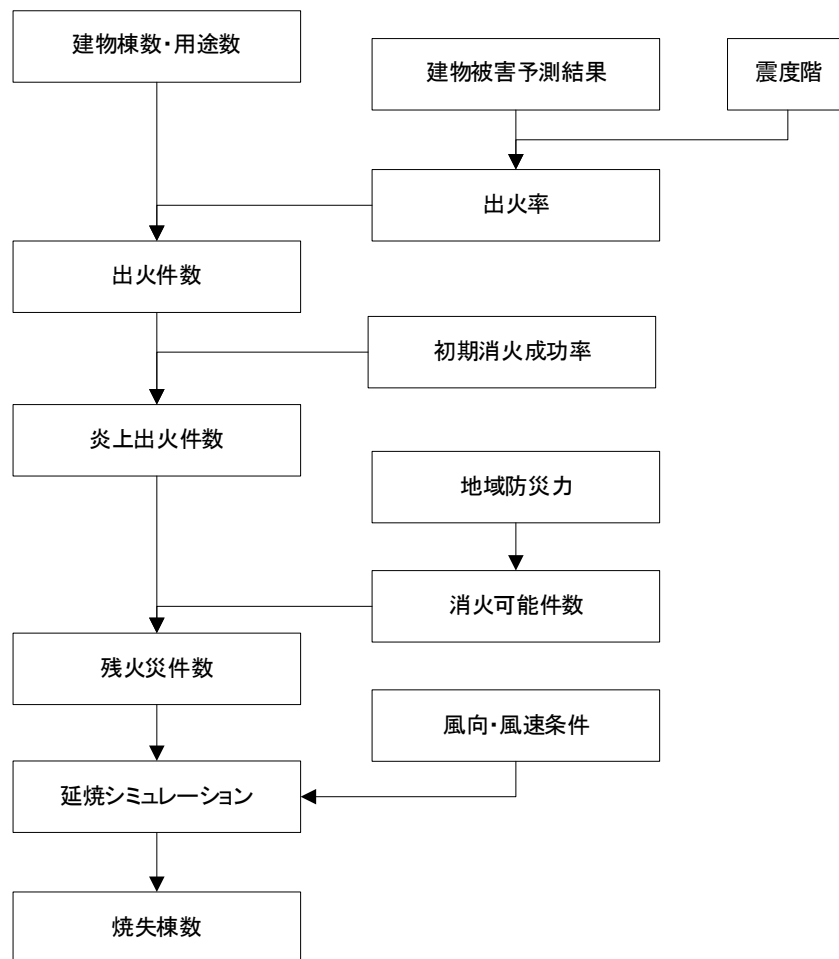 建物棟数・用途数
建物被害予測結果
震度階
出火率
出火件数
初期消火成功率
炎上出火件数
地域防災力
消火可能件数
残火災件数
風向・風速条件
延焼シミュレーション
焼失棟数